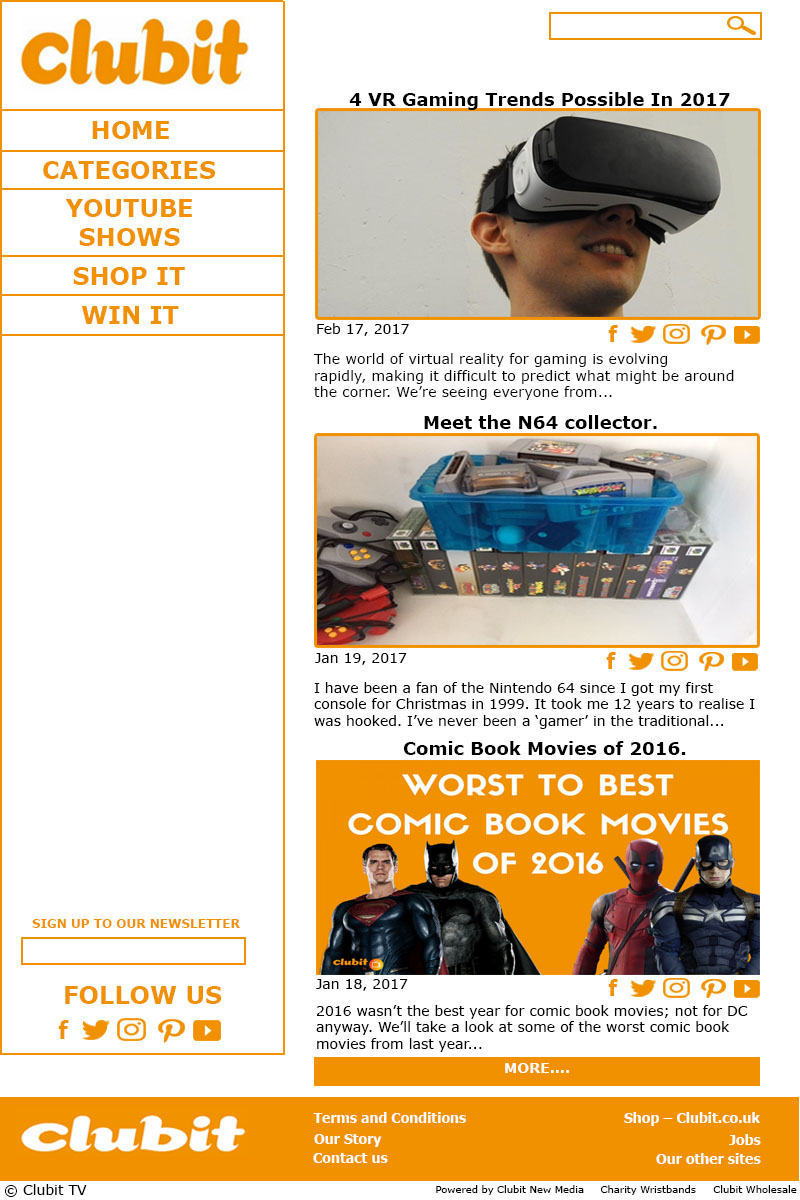 clubit
HOME
CATEGORIES
YOUTUBE
SHOWS
SHOP IT
WIN IT
SIGN UP TO OUR NEWSLETTER
FOLLOW US
4 VR Gaming Trends Possible In 2017
Feb 17, 2017
The world of virtual reality for gaming is evolving
rapidly, making it difficult to predict what might be around
the corner. We’re seeing everyone from...
Meet the N64 collector.
Jan 19, 2017
I have been a fan of the Nintendo 64 since I got my first
console for Christmas in 1999. It took me 12 years to realise I
was hooked. I’ve never been a ‘gamer’ in the traditional...
Comic Book Movies of 2016.
WORST TO BEST
COMIC BOOK MOVIES
OF 2016
clubit
Jan 18, 2017
2016 wasn’t the best year for comic book movies; not for DC
anyway. We’ll take a look at some of the worst comic book
movies from last year...
MORE....
clubit
Terms and Conditions
Our Story
Contact us
Shop – Clubit.co.uk
Jobs
Our other sites
© Clubit TV
Powered by Clubit New Media Charity Wristbands Clubit Wholesale